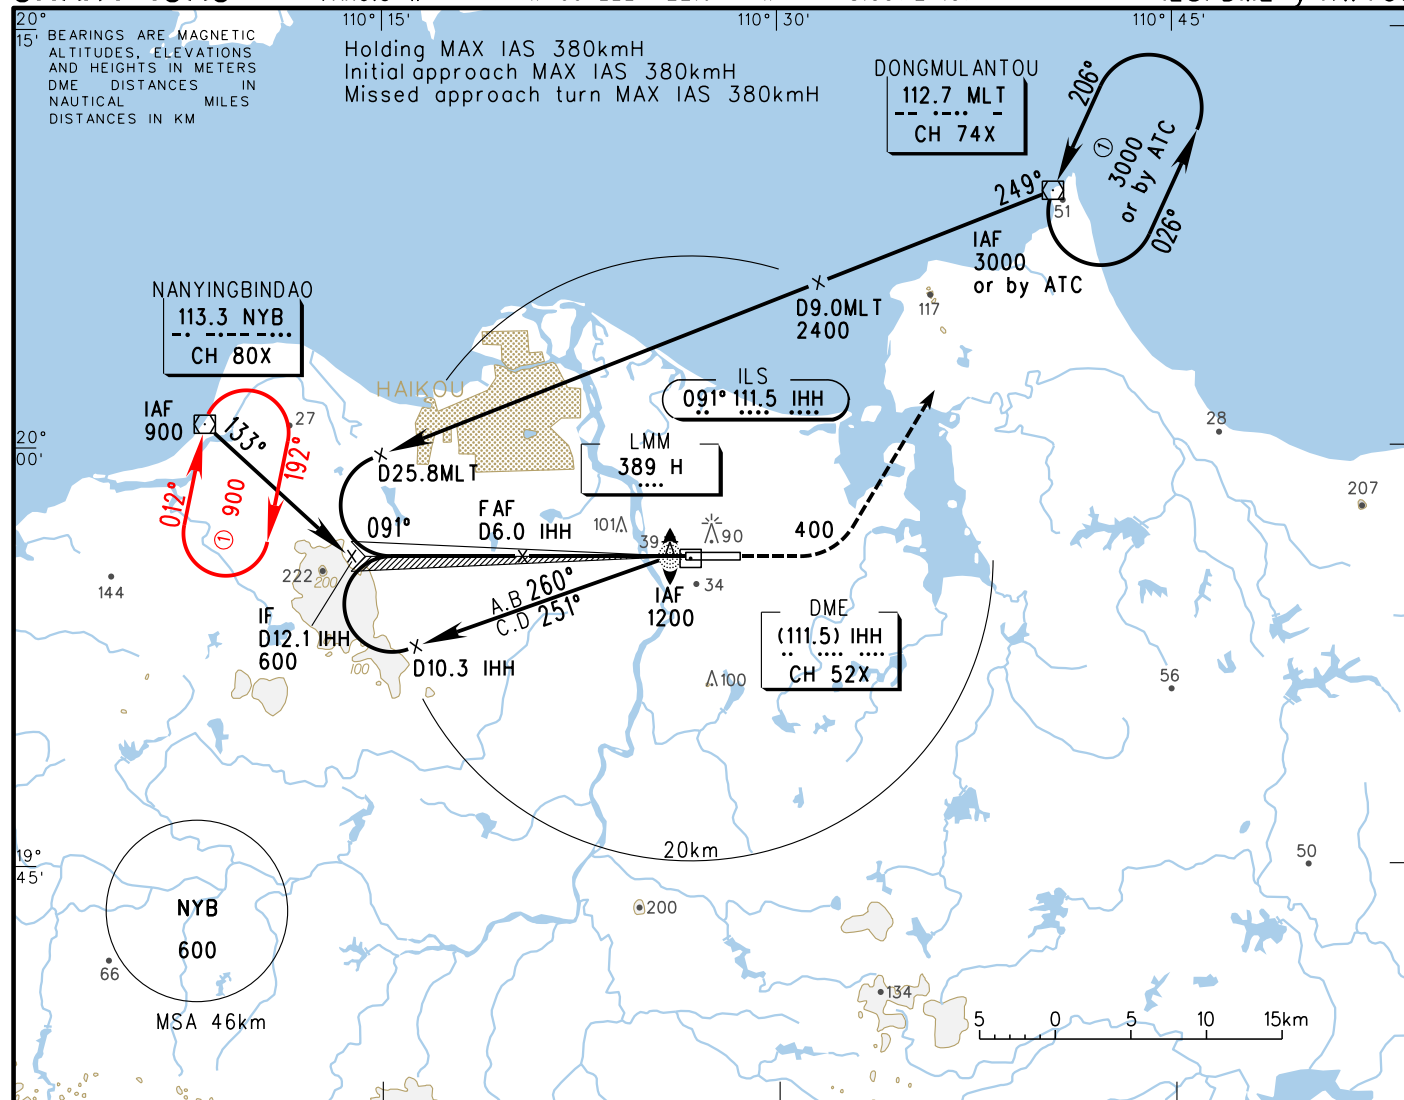 20°
15'
110°15'
110°30'
110°45'
BEARINGS ARE MAGNETIC
ALTITUDES, ELEVATIONS
AND HEIGHTS IN METERS
DME DISTANCES IN
NAUTICAL MILES
DISTANCES IN KM
Holding MAX IAS 380kmH
Initial approach MAX IAS 380kmH
Missed approach turn MAX IAS 380kmH
DONGMULANTOU
112.7 MLT
CH 74X
206°
①
3000
or by ATC
026°
249°
51
IAF
3000
or by ATC
D9.0MLT
2400
117
NANYINGBINDAO
113.3 NYB
CH 80X
HAIKOU
ILS
091° 111.5 IHH
IAF
900
133°
27
192°
012°
① 900
28
20°
00'
D25.8MLT
LMM
389 H
207
091°
FAF
D6.0 IHH
101
90
39
400
222
200
144
34
A.B 260°
C.D 251°
IAF
1200
IF
D12.1 IHH
600
100
D10.3 IHH
DME
(111.5) IHH
CH 52X
100
56
20km
19°
45'
50
NYB
600
200
66
134
MSA 46km
5 0 5 10 15km